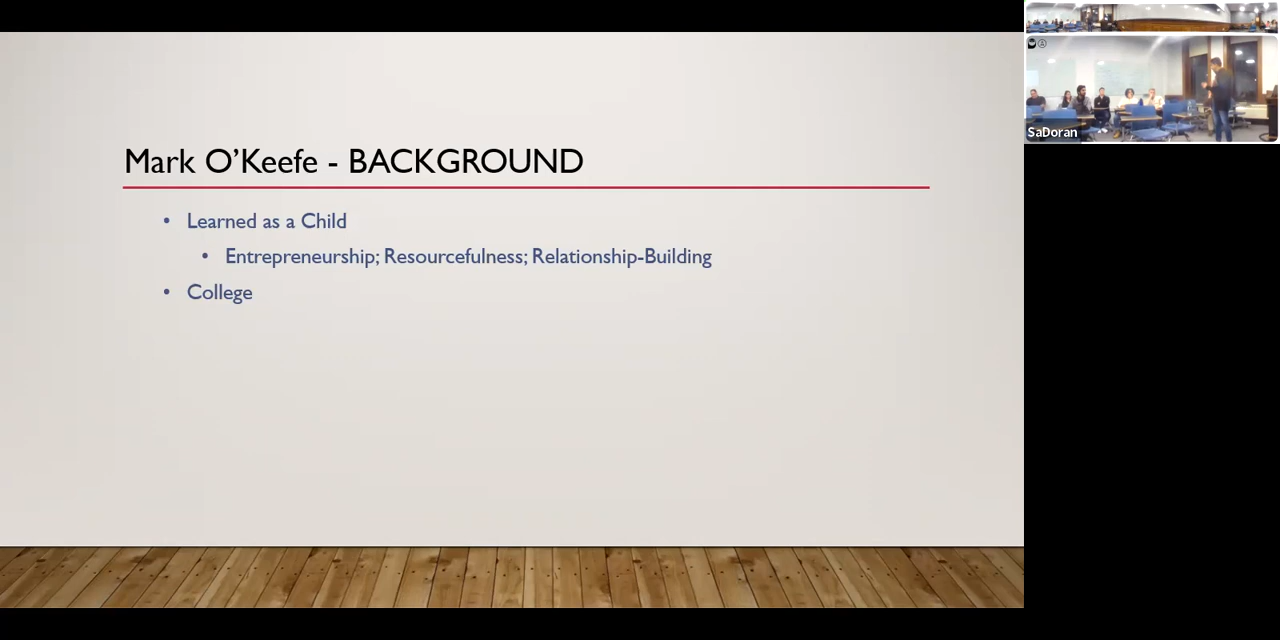 Mark O'Keefe - BACKGROUND
• Learned as a Child
• Entrepreneurship; Resourcefulness; Relationship-Building
• College
SaDoran